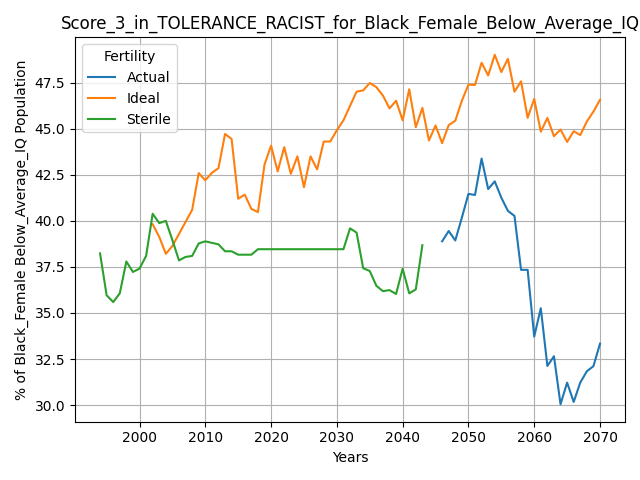 Score_3_in_TOLERANCE_RACIST_for_Black_Female_Below_Average_IQ
Fertility
Actual
Ideal
Sterile
% of Black_Female Below_Average_IQ Population
47.5
45.0
42.5
40.0
37.5
35.0
32.5
30.0
2000
2010
2020
2030
2040
2050
2060
2070
Years